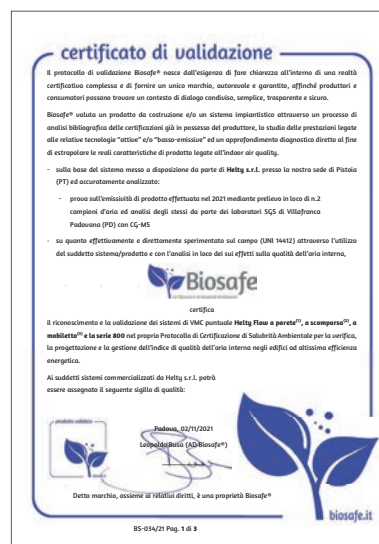 certificato di validazione
Il protocollo di validazione Biosafe® nasce dall'esigenza di fare chiarezza all'interno di una realtà
certificativa complessa e di fornire un unico marchio, autorevole e garantito, affinché produttori e
consumatori possano trovare un contesto di dialogo condiviso, semplice, trasparente e sicuro.
Biosafe® valuta un prodotto da costruzione e/o un sistema impiantistico attraverso un processo di
analisi bibliografica delle certificazioni già in possesso del produttore, lo studio delle prestazioni legate
alle relative tecnologie "attive" e/o "basso-emissive" ed un approfondimento diagnostico diretto al fine
di estrapolare le reali caratteristiche di prodotto legate all'indoor air quality.
- sulla base del sistema messo a disposizione da parte di Helty s.r.l. presso la nostra sede di Pistoia
(PT) ed accuratamente analizzato:
- prova sull'emissività di prodotto effettuata nel 2021 mediante prelievo in loco di n.2
campioni d'aria ed analisi degli stessi da parte dei laboratori SGS di Villafranca
Padovana (PD) con CG-MS
- su quanto effettivamente e direttamente sperimentato sul campo (UNI 14412) attraverso l'utilizzo
del suddetto sistema/prodotto e con l'analisi in loco dei sui effetti sulla qualità dell'aria interna,
Biosafe
certifica
il riconoscimento e la validazione dei sistemi di VMC puntuale Helty Flow a parete(1), a scomparsa(2), a
mobiletto(3) e la serie 800 nel proprio Protocollo di Certificazione di Salubrità Ambientale per la verifica,
la progettazione e la gestione dell'indice di qualità dell'aria interna negli edifici ad altissima efficienza
energetica.
Ai suddetti sistemi commercializzati da Helty s.r.l. potrà
essere assegnato il seguente sigillo di qualità:
prodotto validato
Padova, 02/11/2021
Leopoldo Busa (AD Biosafe®)
Detto marchio, assieme ai relativi diritti, è una proprietà Biosafe®
biosafe.it
BS-034/21 Pag. 1 di 3